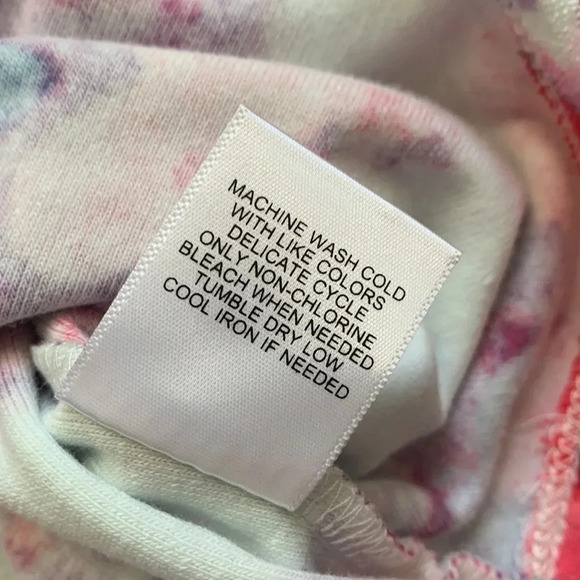 MACHINE WASH COLD
WITH LIKE COLORS
DELICATE CYCLE
ONLY NON-CHLORINE
BLEACH WHEN NEEDED
TUMBLE DRY LOW
COOL IRON IF NEEDED